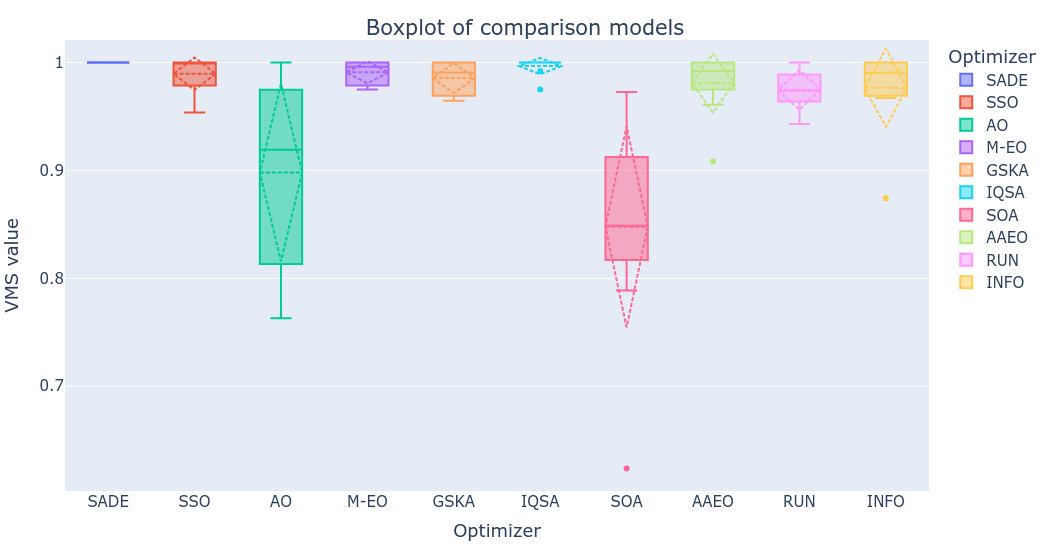 Boxplot of comparison models
VMS value
1
0.9
0.8
0.7
SADE
SSO
AO
M-EO
GSKA
IQSA
SOA
AAEO
RUN
INFO
Optimizer
Optimizer
SADE
SSO
AO
M-EO
GSKA
IQSA
SOA
AAEO
RUN
INFO